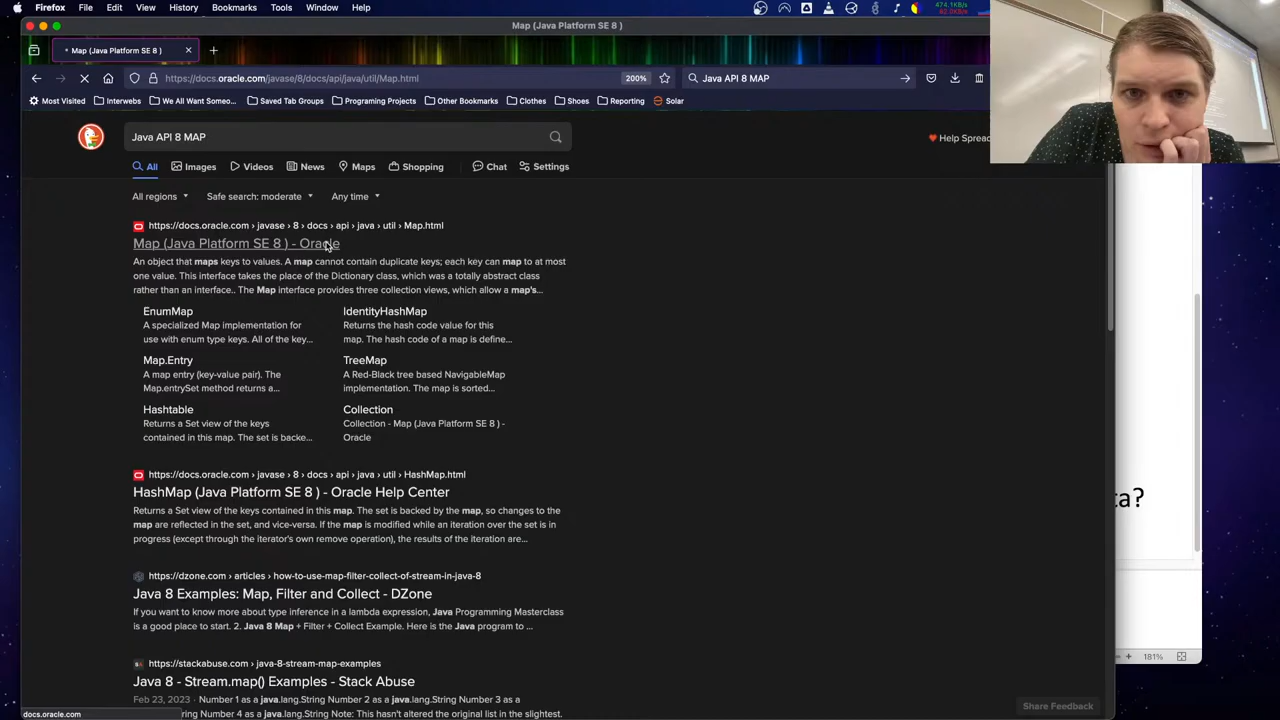 Firefox File Edit View History Bookmarks Tools Window Help
474.1KB/s
Map (Java Platform SE 8 )
Map (Java Platform SE 8 )
https://docs.oracle.com/javase/8/docs/api/java/util/Map.html
200%
Java API 8 MAP
Most Visited Interwebs We All Want Someo... Saved Tab Groups Programing Projects Other Bookmarks Clothes Shoes Reporting Solar
Java API 8 MAP
Help Sprea
All Images Videos News Maps Shopping Chat Settings
All regions Safe search: moderate Any time
https://docs.oracle.com › javase › 8 › docs › api › java › util › Map.html
Map (Java Platform SE 8 ) - Oracle
An object that maps keys to values. A map cannot contain duplicate keys; each key can map to at most
one value. This interface takes the place of the Dictionary class, which was a totally abstract class
rather than an interface.. The Map interface provides three collection views, which allow a map's...
EnumMap
A specialized Map implementation for
use with enum type keys. All of the key...
IdentityHashMap
Returns the hash code value for this
map. The hash code of a map is define...
Map.Entry
A map entry (key-value pair). The
Map.entrySet method returns a...
TreeMap
A Red-Black tree based NavigableMap
implementation. The map is sorted...
Hashtable
Returns a Set view of the keys
contained in this map. The set is backe...
Collection
Collection - Map (Java Platform SE 8 ) -
Oracle
https://docs.oracle.com › javase › 8 › docs › api › java › util › HashMap.html
HashMap (Java Platform SE 8 ) - Oracle Help Center
Returns a Set view of the keys contained in this map. The set is backed by the map, so changes to the
map are reflected in the set, and vice-versa. If the map is modified while an iteration over the set is in
progress (except through the iterator's own remove operation), the results of the iteration are...
ta?
https://dzone.com › articles › how-to-use-map-filter-collect-of-stream-in-java-8
Java 8 Examples: Map, Filter and Collect - DZone
If you want to know more about type inference in a lambda expression, Java Programming Masterclass
is a good place to start. 2. Java 8 Map + Filter + Collect Example. Here is the Java program to ...
https://stackabuse.com › java-8-stream-map-examples
Java 8 - Stream.map() Examples - Stack Abuse
Feb 23, 2023 · Number 1 as a java.lang.String Number 2 as a java.lang.String Number 3 as a
java.lang.String Number 4 as a java.lang.String Note: This hasn't altered the original list in the slightest.
181%
Share Feedback
docs.oracle.com